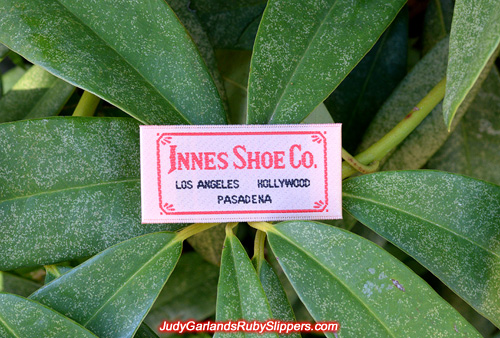 INNES SHOE CO.
LOS ANGELES HOLLYWOOD
PASADENA
JudyGarlandsRubySlippers.com